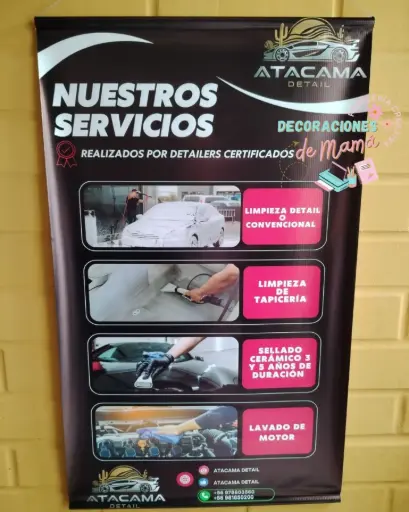 ATACAMA
DETAIL
NUESTROS
SERVICIOS
DECORACIONES
de Mamá
REALIZADOS POR DETAILERS CERTIFICADOS
LIMPIEZA DETAIL
O
CONVENCIONAL
LIMPIEZA
DE
TAPICERÍA
SELLADO
CERÁMICO 3
Y 5 AÑOS DE
DURACIÓN
LAVADO DE
MOTOR
ATACAMA DETAIL
ATACAMA DETAIL
ATACAMA
DETAIL